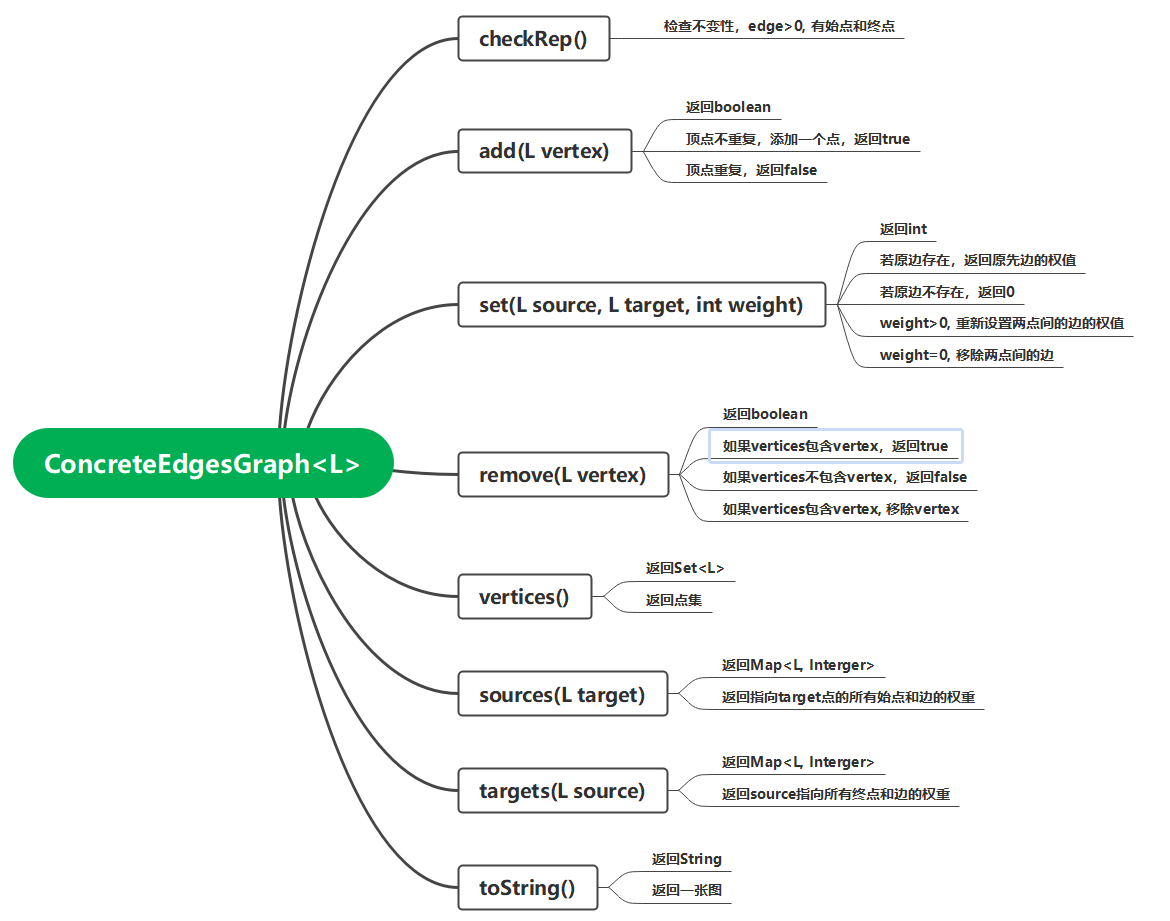 checkRep()
检查不变性，edge>0, 有始点和终点
add(L vertex)
返回boolean
顶点不重复，添加一个点，返回true
顶点重复，返回false
set(L source, L target, int weight)
返回int
若原边存在，返回原先边的权值
若原边不存在，返回0
weight>0, 重新设置两点间的边的权值
weight=0, 移除两点间的边
ConcreteEdgesGraph<L>
remove(L vertex)
返回boolean
如果vertices包含vertex，返回true
如果vertices不包含vertex，返回false
如果vertices包含vertex, 移除vertex
vertices()
返回Set<L>
返回点集
sources(L target)
返回Map<L, Interger>
返回指向target点的所有始点和边的权重
targets(L source)
返回Map<L, Interger>
返回source指向所有终点和边的权重
toString()
返回String
返回一张图